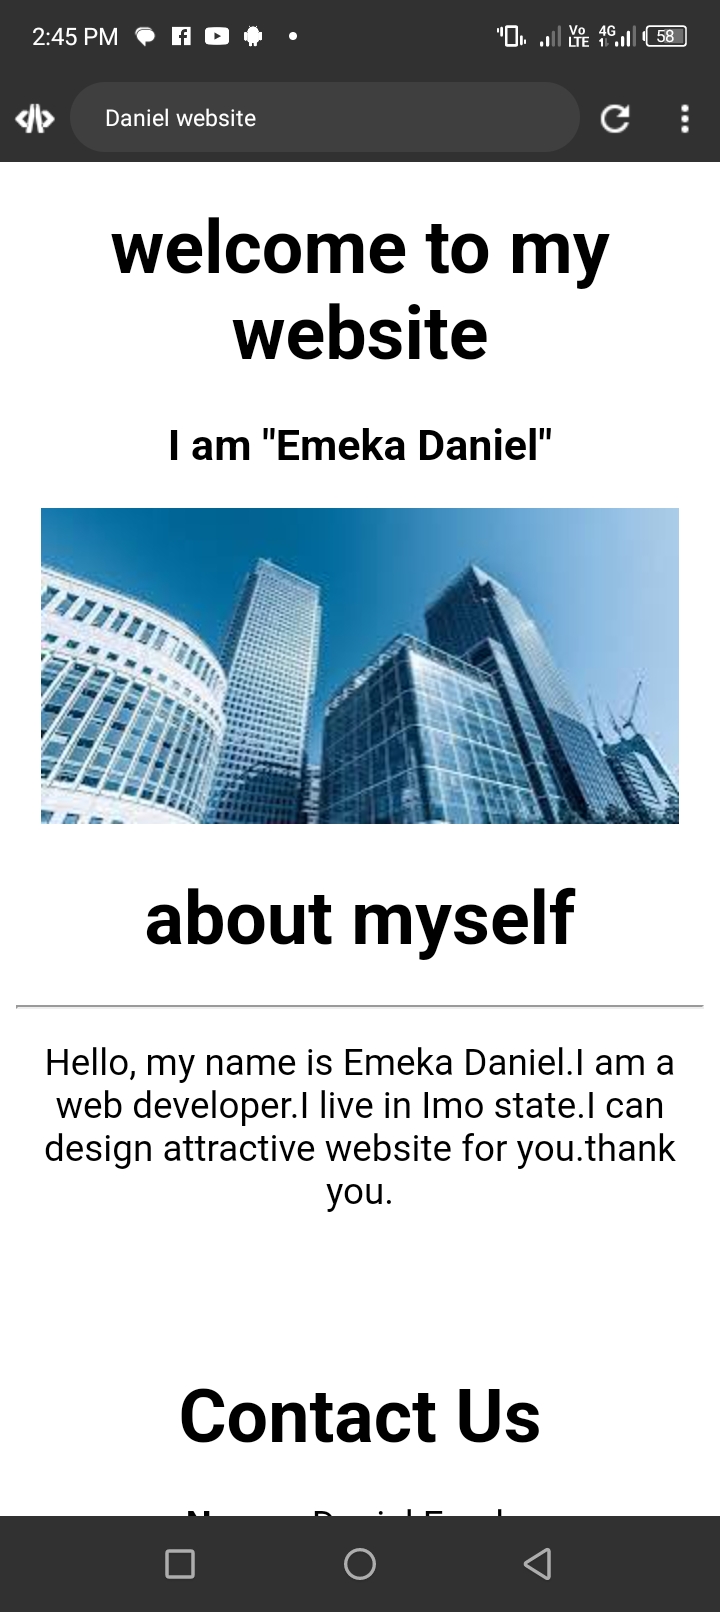 2:45 PM
Vo
LTE
4G
58
Daniel website
welcome to my
website
I am "Emeka Daniel"
about myself
Hello, my name is Emeka Daniel.I am a
web developer.I live in Imo state.I can
design attractive website for you.thank
you.
Contact Us